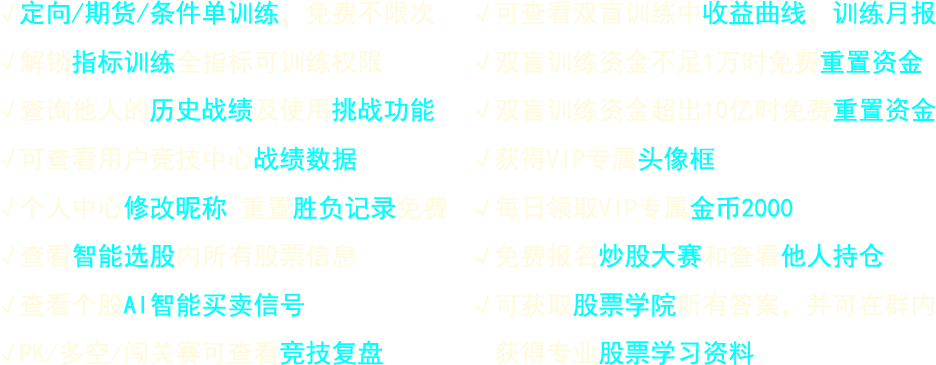 √定向/期货/条件单训练，免费不限次
√解锁指标训练全指标可训练权限
√查询他人的历史战绩及使用挑战功能
√可查看用户竞技中心战绩数据
√个人中心修改昵称、重置胜负记录免费
√查看智能选股内所有股票信息
√查看个股AI智能买卖信号
√PK/多空/闯关赛可查看竞技复盘
√可查看双盲训练中收益曲线，训练月报
√双盲训练资金不足1万时免费重置资金
√双盲训练资金超出10亿时免费重置资金
√获得VIP专属头像框
√每日领取VIP专属金币2000
√免费报名炒股大赛和查看他人持仓
√可获取股票学院所有答案，并可在群内
获得专业股票学习资料